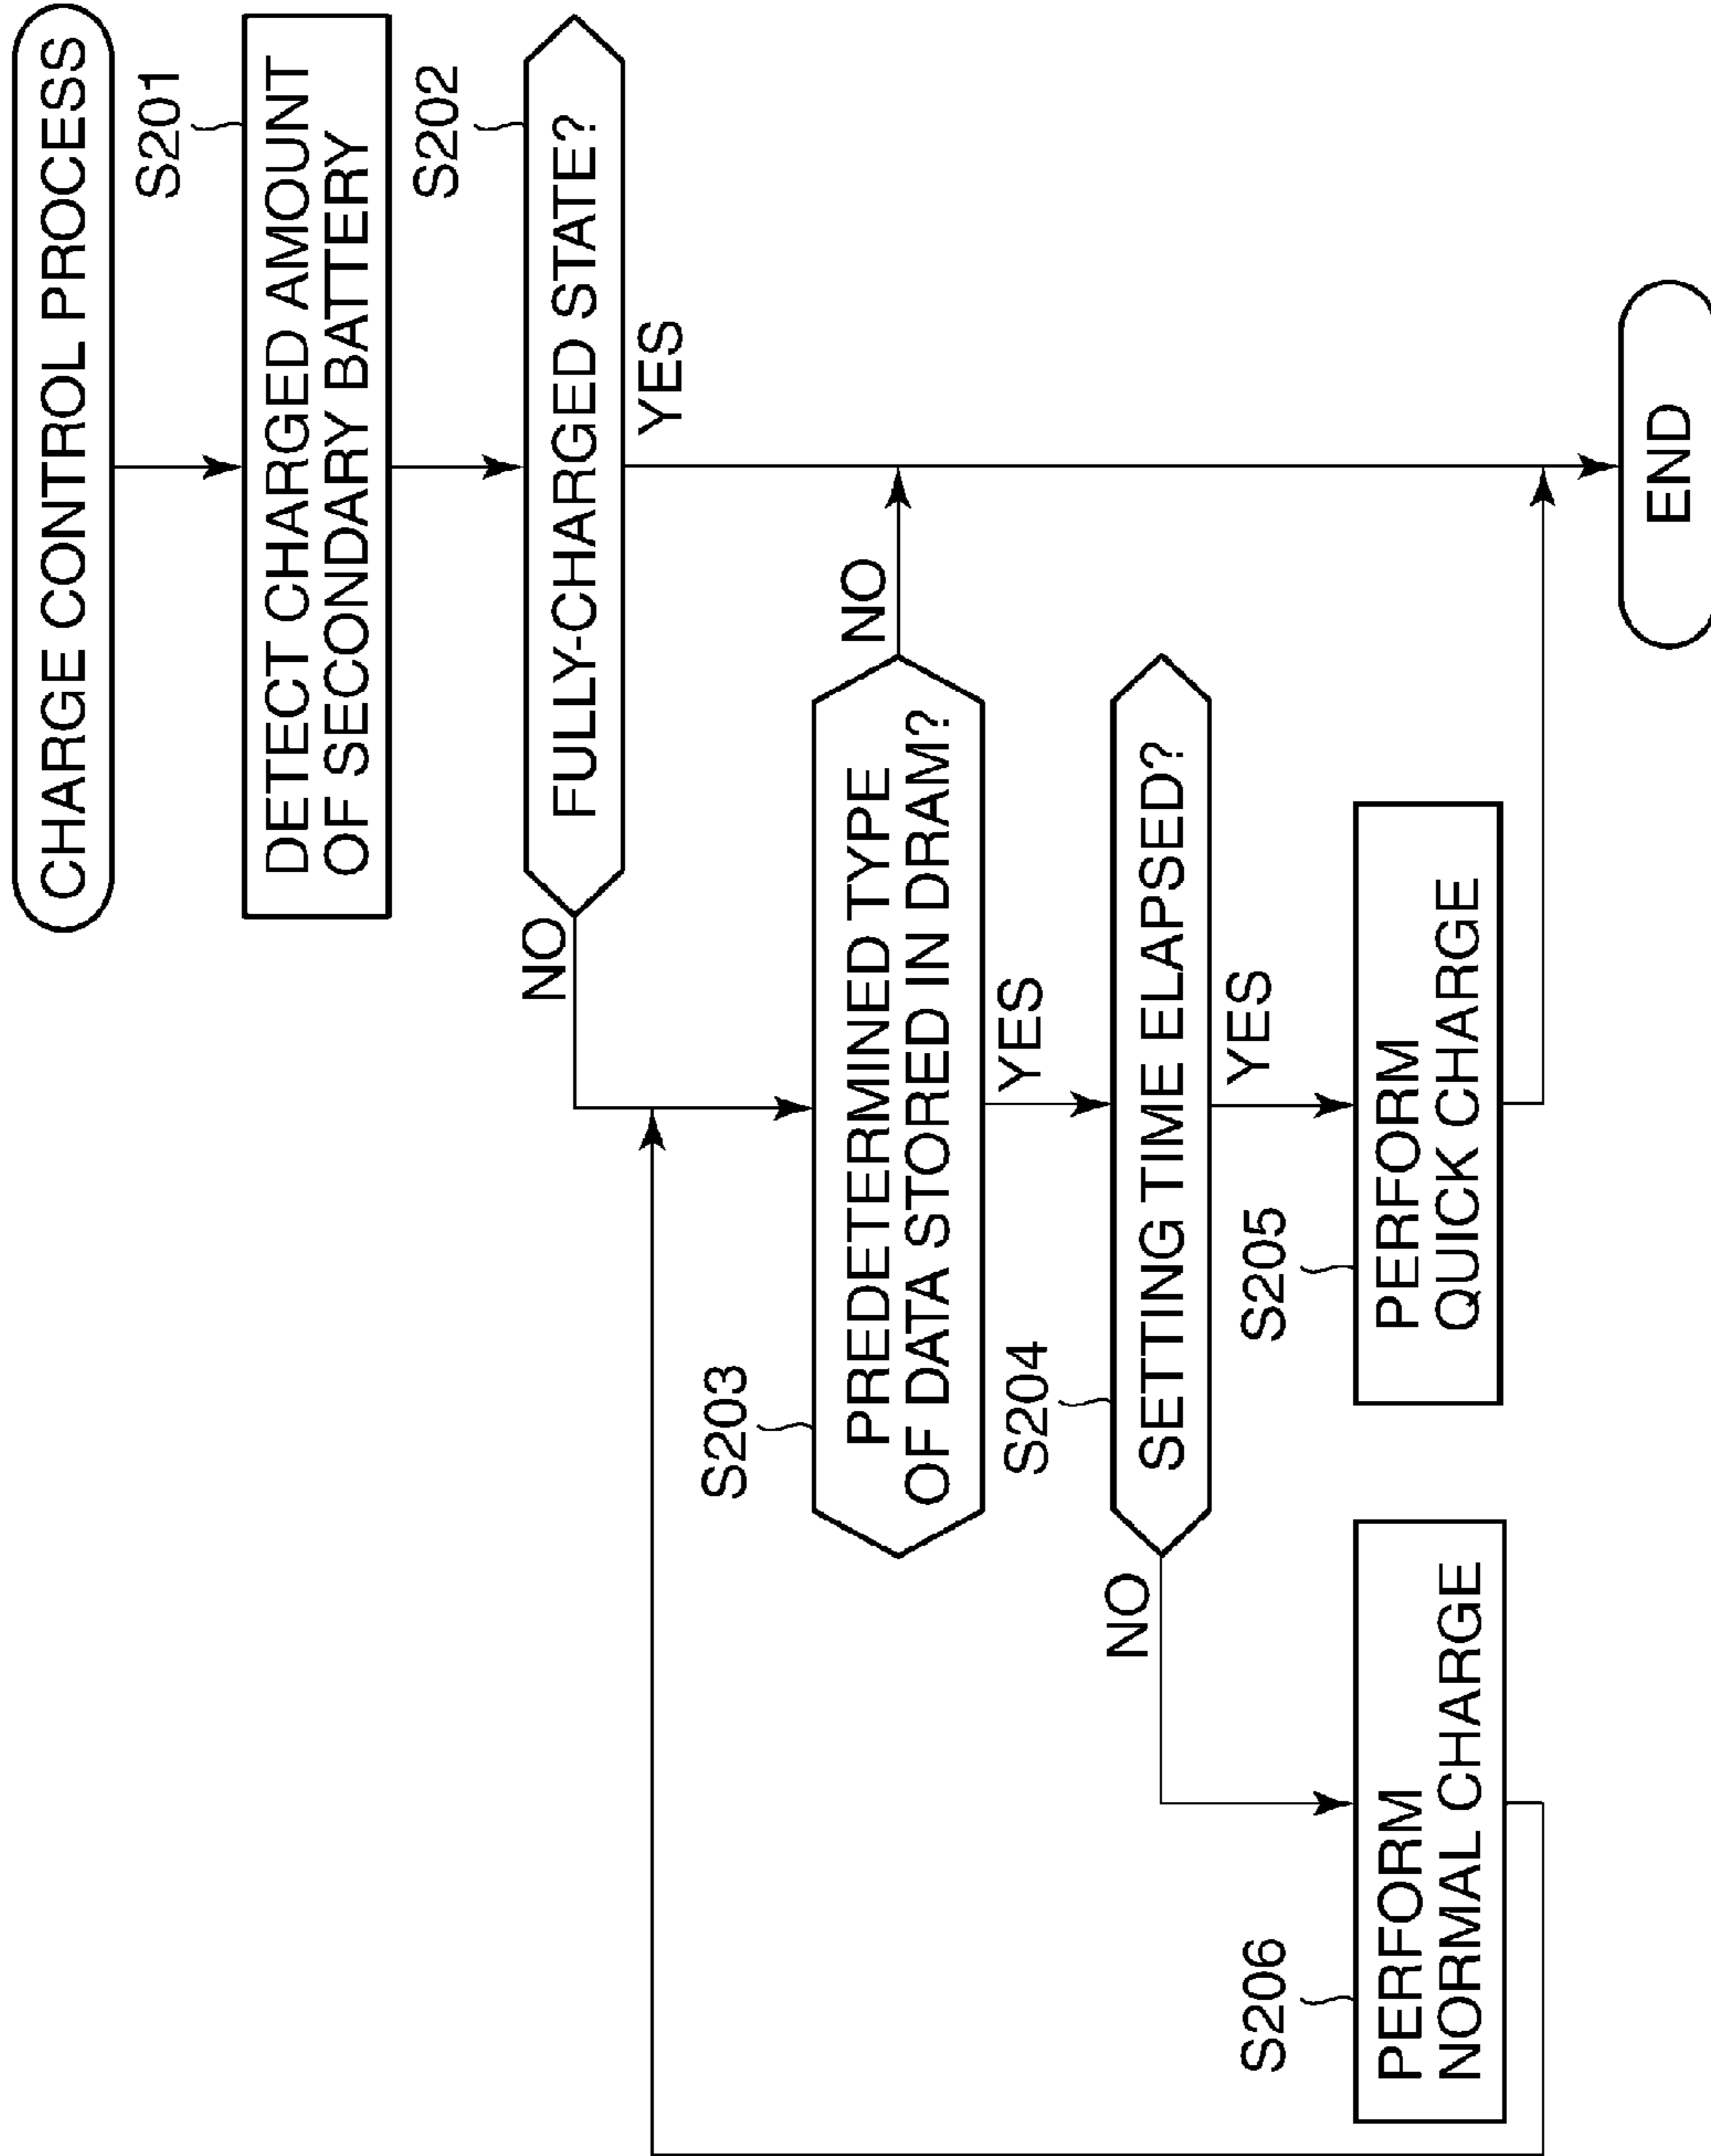 CHARGE CONTROL PROCESS
S201
DETECT CHARGED AMOUNT
OF SECONDARY BATTERY
S202
FULLY-CHARGED STATE?
NO
YES
S203
PREDETERMINED TYPE
OF DATA STORED IN DRAM?
NO
YES
S204
SETTING TIME ELAPSED?
NO
YES
S205
PERFORM
QUICK CHARGE
S206
PERFORM
NORMAL CHARGE
END